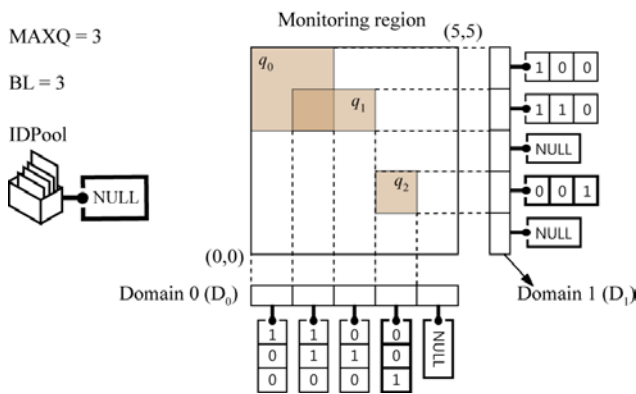 Monitoring region
MAXQ = 3
(5,5)
q0
1 0 0
BL = 3
q1
1 1 0
IDPool
NULL
NULL
q2
0 0 1
NULL
(0,0)
Domain 0 (D0)
Domain 1 (D1)
1 1 0 0 NULL
0 1 1 0
0 0 0 1